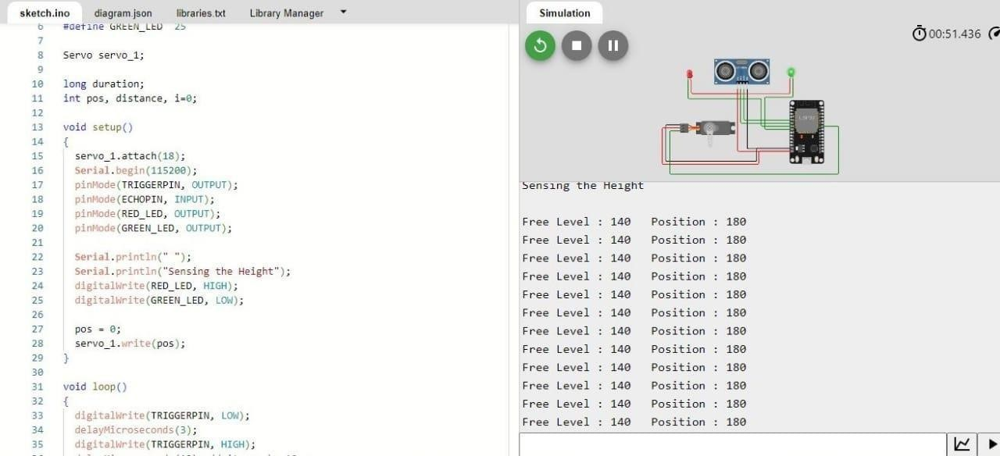 sketch.ino diagram.json libraries.txt Library Manager
6 #define GREEN_LED 25
7
8 Servo servo_1;
9
10 long duration;
11 int pos, distance, i=0;
12
13 void setup()
14 {
15 servo_1.attach(18);
16 Serial.begin(115200);
17 pinMode(TRIGGERPIN, OUTPUT);
18 pinMode(ECHOPIN, INPUT);
19 pinMode(RED_LED, OUTPUT);
20 pinMode(GREEN_LED, OUTPUT);
21
22 Serial.println(" ");
23 Serial.println("Sensing the Height");
24 digitalWrite(RED_LED, HIGH);
25 digitalWrite(GREEN_LED, LOW);
26
27 pos = 0;
28 servo_1.write(pos);
29 }
30
31 void loop()
32 {
33 digitalWrite(TRIGGERPIN, LOW);
34 delayMicroseconds(3);
35 digitalWrite(TRIGGERPIN, HIGH);
Simulation
00:51.436
Sensing the Height
Free Level : 140 Position : 180
Free Level : 140 Position : 180
Free Level : 140 Position : 180
Free Level : 140 Position : 180
Free Level : 140 Position : 180
Free Level : 140 Position : 180
Free Level : 140 Position : 180
Free Level : 140 Position : 180
Free Level : 140 Position : 180
Free Level : 140 Position : 180
Free Level : 140 Position : 180
Free Level : 140 Position : 180